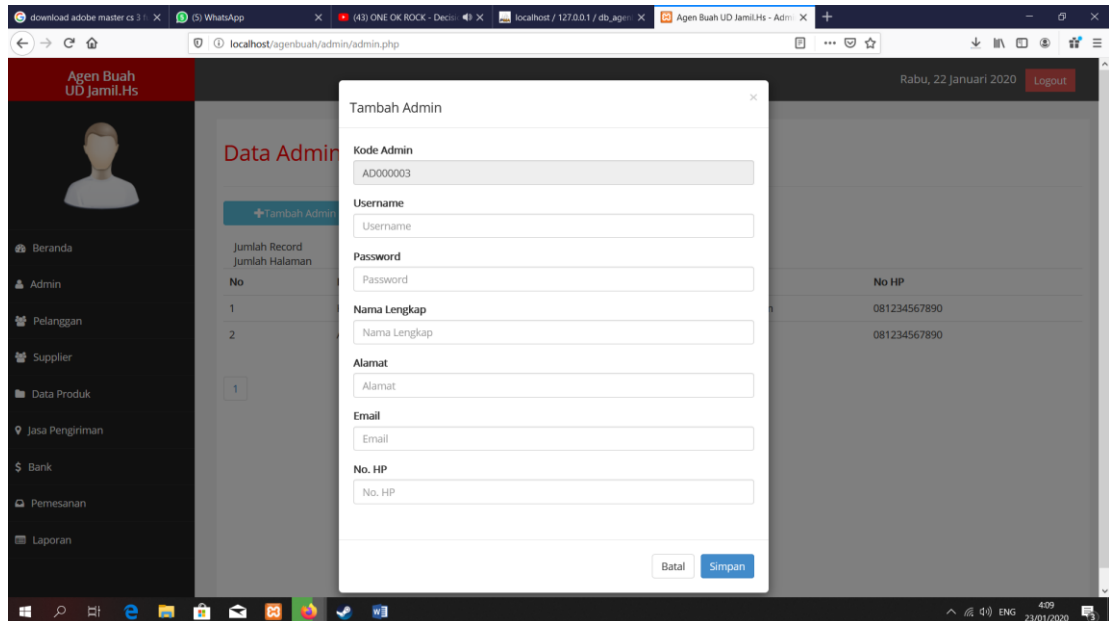 download adobe master cs 3 f
(5) WhatsApp
(43) ONE OK ROCK - Decisi
localhost / 127.0.0.1 / db_agen
Agen Buah UD Jamil.Hs - Admi
localhost/agenbuah/admin/admin.php
Agen Buah
UD Jamil.Hs
Rabu, 22 Januari 2020
Logout
Beranda
Admin
Pelanggan
Supplier
Data Produk
Jasa Pengiriman
$ Bank
Pemesanan
Laporan
Data Admin
Tambah Admin
Jumlah Record
Jumlah Halaman
No
No HP
1
081234567890
2
081234567890
1
Tambah Admin
Kode Admin
AD000003
Username
Username
Password
Password
Nama Lengkap
Nama Lengkap
Alamat
Alamat
Email
Email
No. HP
No. HP
Batal
Simpan
ENG
4:09
23/01/2020